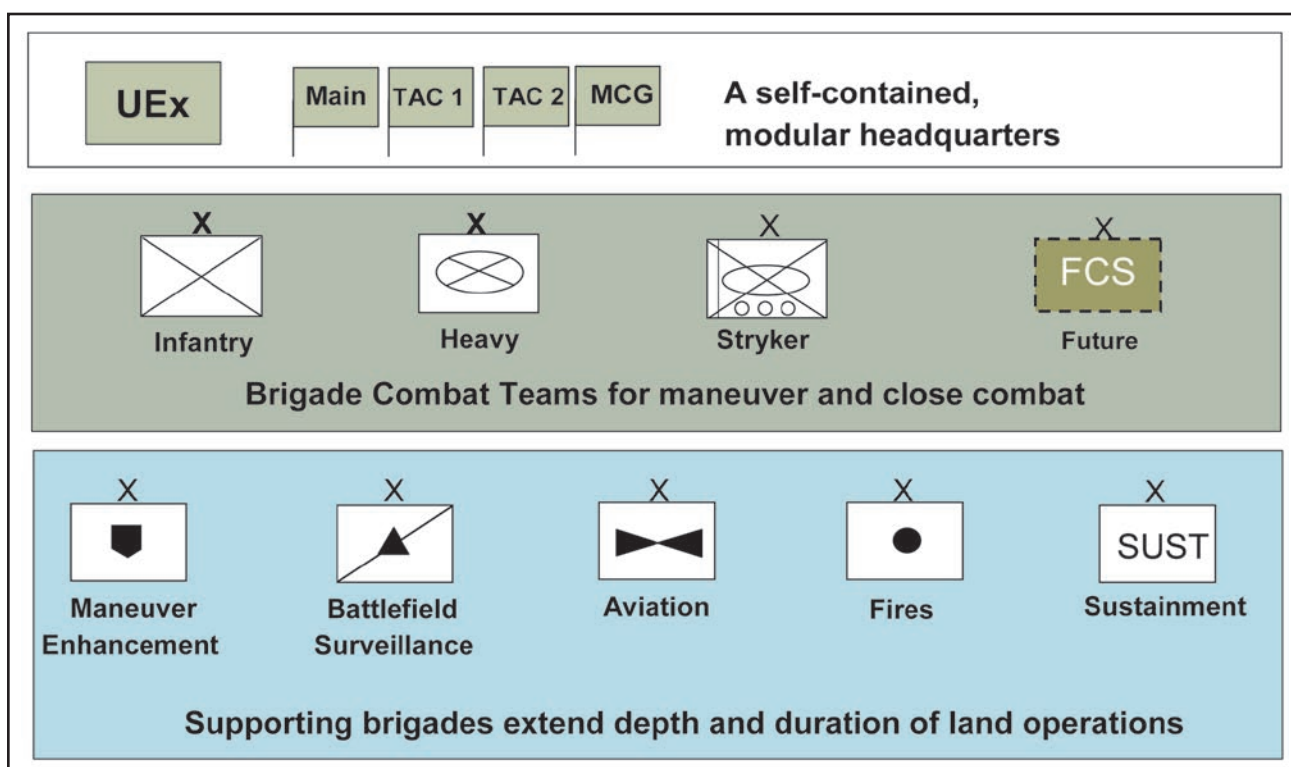 UEx
Main TAC 1 TAC 2 MCG
A self-contained,
modular headquarters
X X X X
FCS
Infantry Heavy Stryker Future
Brigade Combat Teams for maneuver and close combat
X X X X X
SUST
Maneuver
Enhancement
Battlefield
Surveillance
Aviation
Fires
Sustainment
Supporting brigades extend depth and duration of land operations